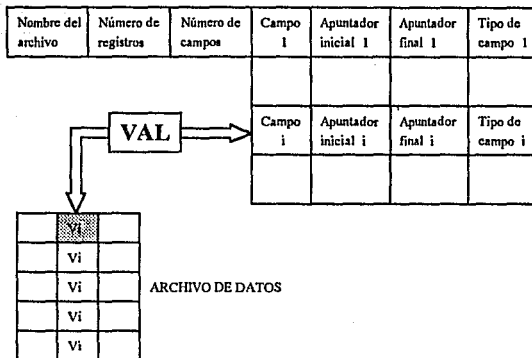 Nombre del archivo
Número de registros
Número de campos
Campo 1
Apuntador inicial 1
Apuntador final 1
Tipo de campo 1
VAL
Campo i
Apuntador inicial i
Apuntador final i
Tipo de campo i
Vi
Vi
Vi
ARCHIVO DE DATOS
Vi
Vi